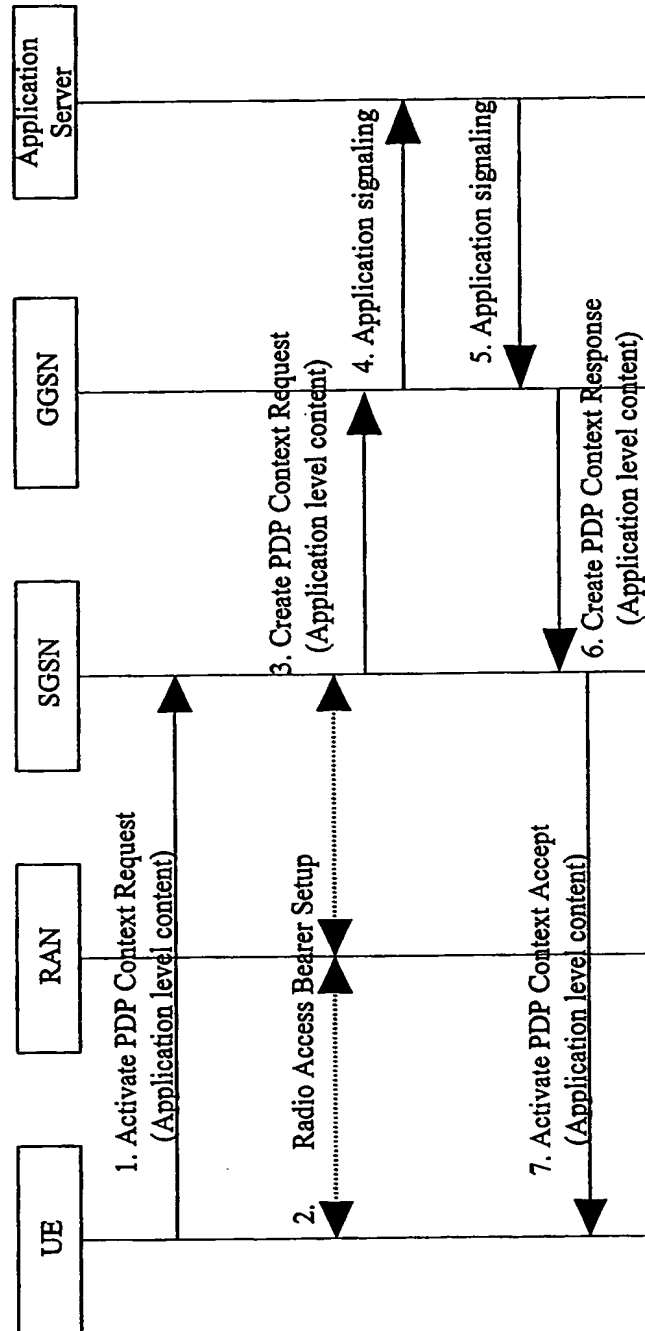 UE
RAN
SGSN
GGSN
Application
Server
1. Activate PDP Context Request
(Application level content)
2. Radio Access Bearer Setup
3. Create PDP Context Request
(Application level content)
4. Application signaling
5. Application signaling
6. Create PDP Context Response
(Application level content)
7. Activate PDP Context Accept
(Application level content)